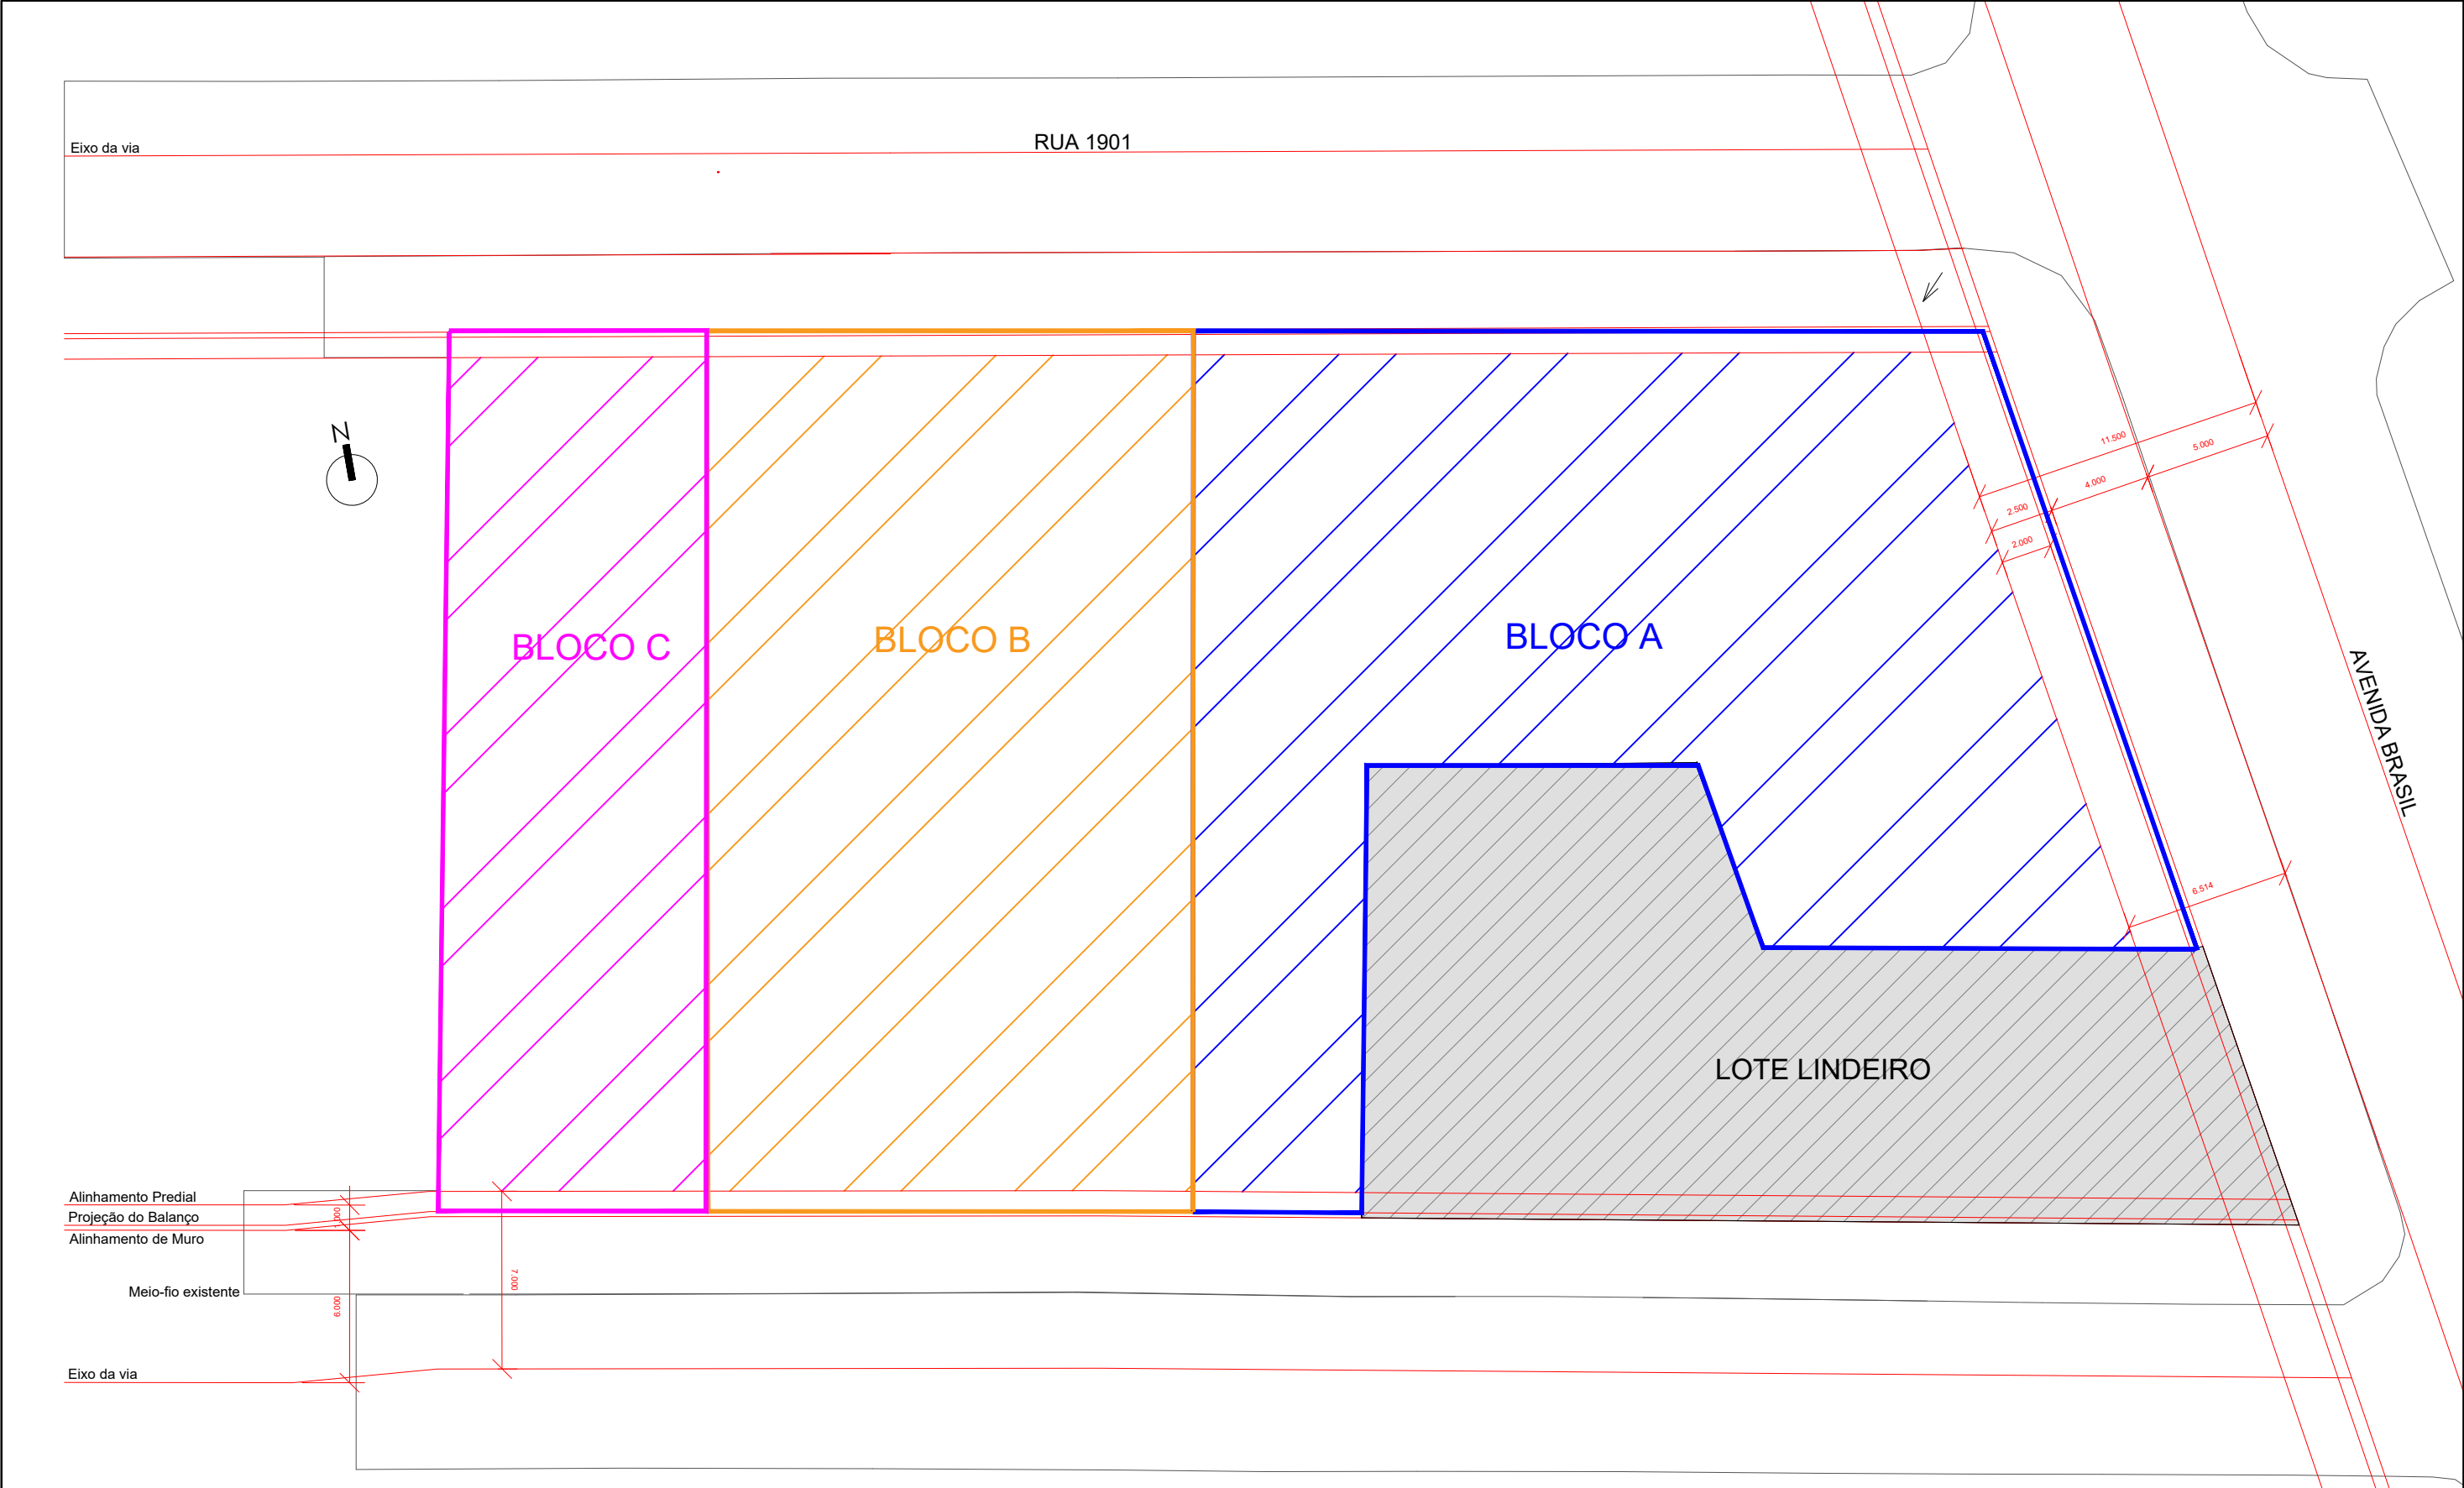 RUA 1901
Eixo da via
N
11.500
5.000
4.000
2.500
2.000
BLOCO C
BLOCO B
BLOCO A
AVENIDA BRASIL
6.514
LOTE LINDEIRO
Alinhamento Predial
Projeção do Balanço
Alinhamento de Muro
7.000
Meio-fio existente
6.000
Eixo da via